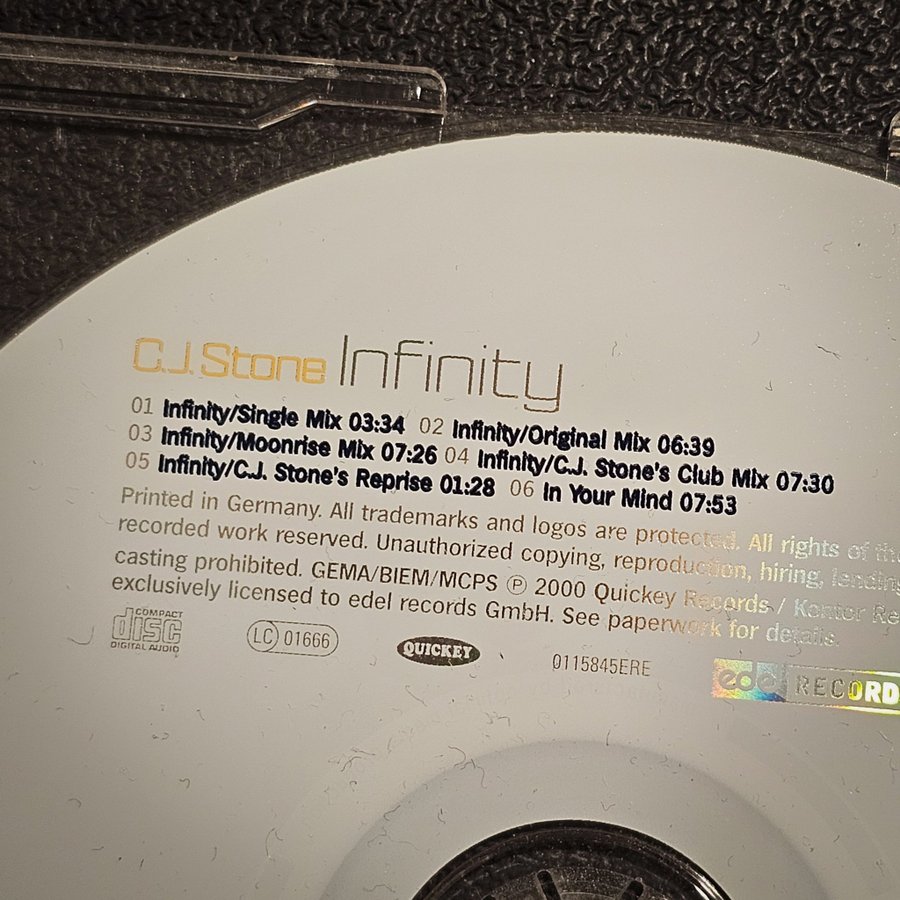 C.J. Stone Infinity
01 Infinity/Single Mix 03:34 02 Infinity/Original Mix 06:39
03 Infinity/Moonrise Mix 07:26 04 Infinity/C.J. Stone's Club Mix 07:30
05 Infinity/C.J. Stone's Reprise 01:28 06 In Your Mind 07:53
Printed in Germany. All trademarks and logos are protected. All rights of the
recorded work reserved. Unauthorized copying, reproduction, hiring, lending
casting prohibited. GEMA/BIEM/MCPS ℗ 2000 Quickey Records / Kontor Re
exclusively licensed to edel records GmbH. See paperwork for details.
COMPACT
disc
DIGITAL AUDIO
LC 01666
QUICKEY
0115845ERE
edel RECORD